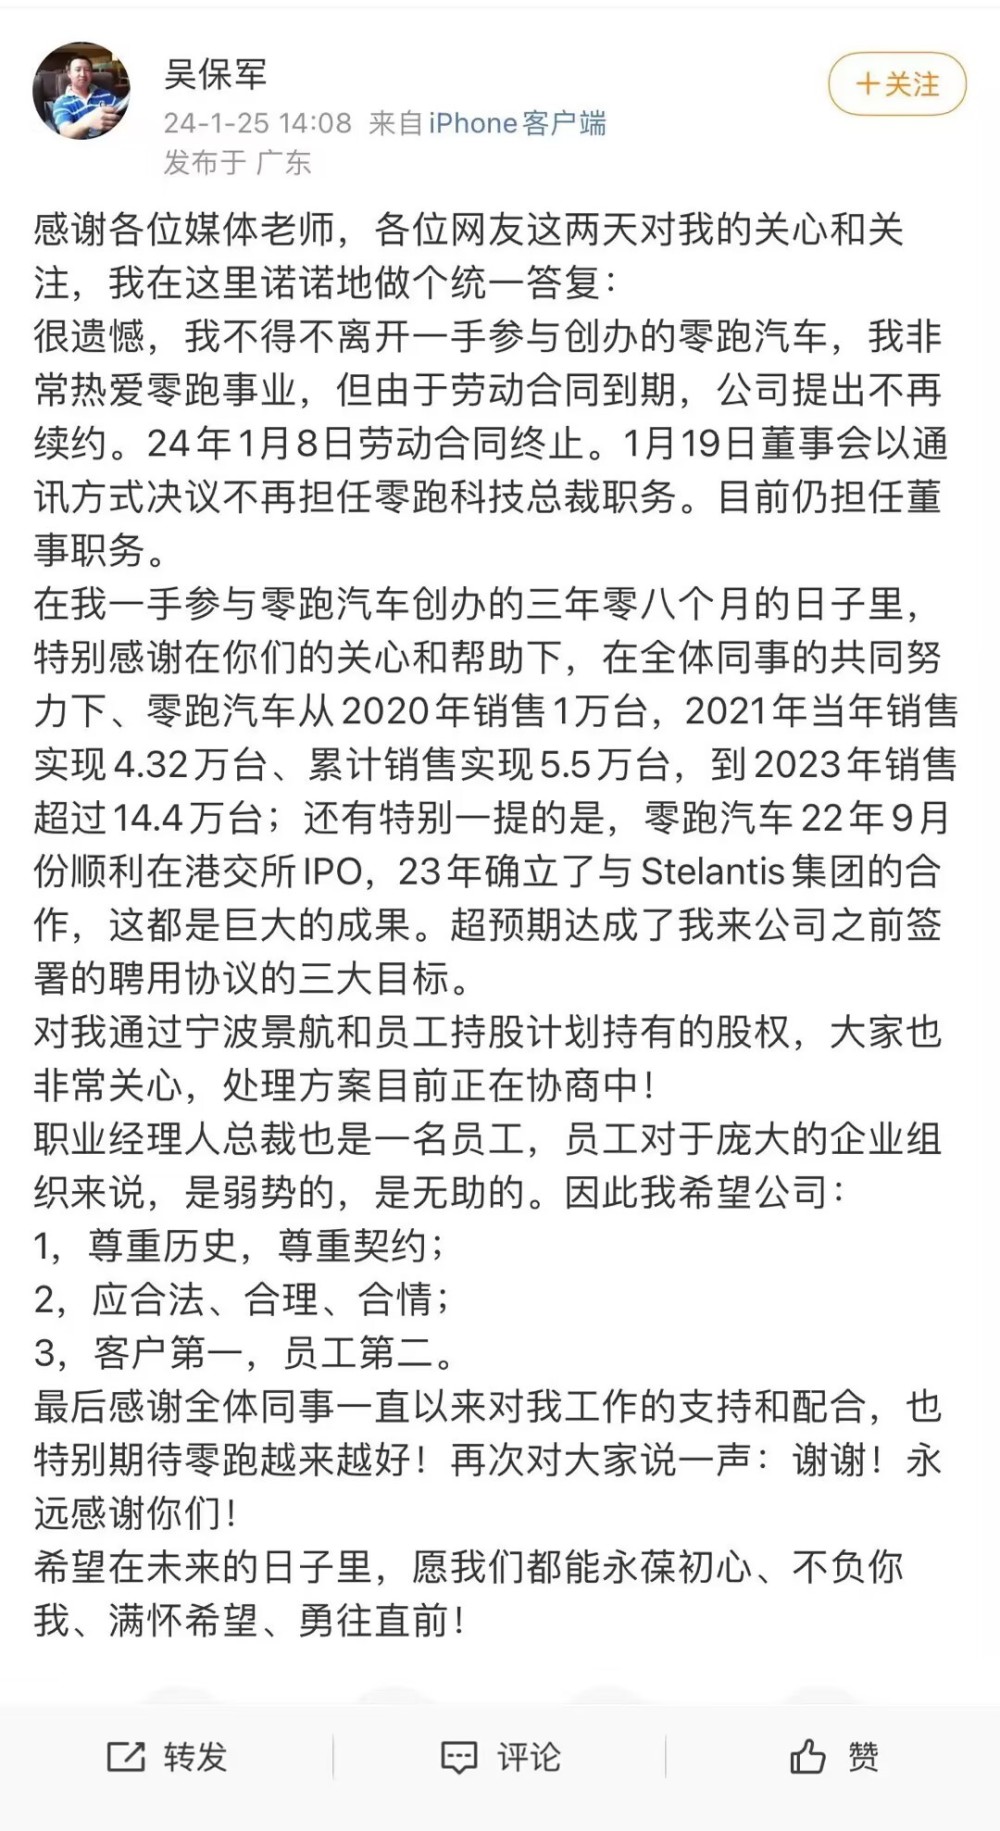 吴保军
+关注
24-1-25 14:08 来自 iPhone客户端
发布于 广东
感谢各位媒体老师，各位网友这两天对我的关心和关
注，我在这里诺诺地做个统一答复：
很遗憾，我不得不离开一手参与创办的零跑汽车，我非
常热爱零跑事业，但由于劳动合同到期，公司提出不再
续约。24年1月8日劳动合同终止。1月19日董事会以通
讯方式决议不再担任零跑科技总裁职务。目前仍担任董
事职务。
在我一手参与零跑汽车创办的三年零八个月的日子里，
特别感谢在你们的关心和帮助下，在全体同事的共同努
力下、零跑汽车从2020年销售1万台，2021年当年销售
实现4.32万台、累计销售实现5.5万台，到2023年销售
超过14.4万台；还有特别一提的是，零跑汽车22年9月
份顺利在港交所IPO，23年确立了与Stelantis集团的合
作，这都是巨大的成果。超预期达成了我来公司之前签
署的聘用协议的三大目标。
对我通过宁波景航和员工持股计划持有的股权，大家也
非常关心，处理方案目前正在协商中！
职业经理人总裁也是一名员工，员工对于庞大的企业组
织来说，是弱势的，是无助的。因此我希望公司：
1，尊重历史，尊重契约；
2，应合法、合理、合情；
3，客户第一，员工第二。
最后感谢全体同事一直以来对我工作的支持和配合，也
特别期待零跑越来越好！再次对大家说一声：谢谢！永
远感谢你们！
希望在未来的日子里，愿我们都能永葆初心、不负你
我、满怀希望、勇往直前！
转发 评论 赞